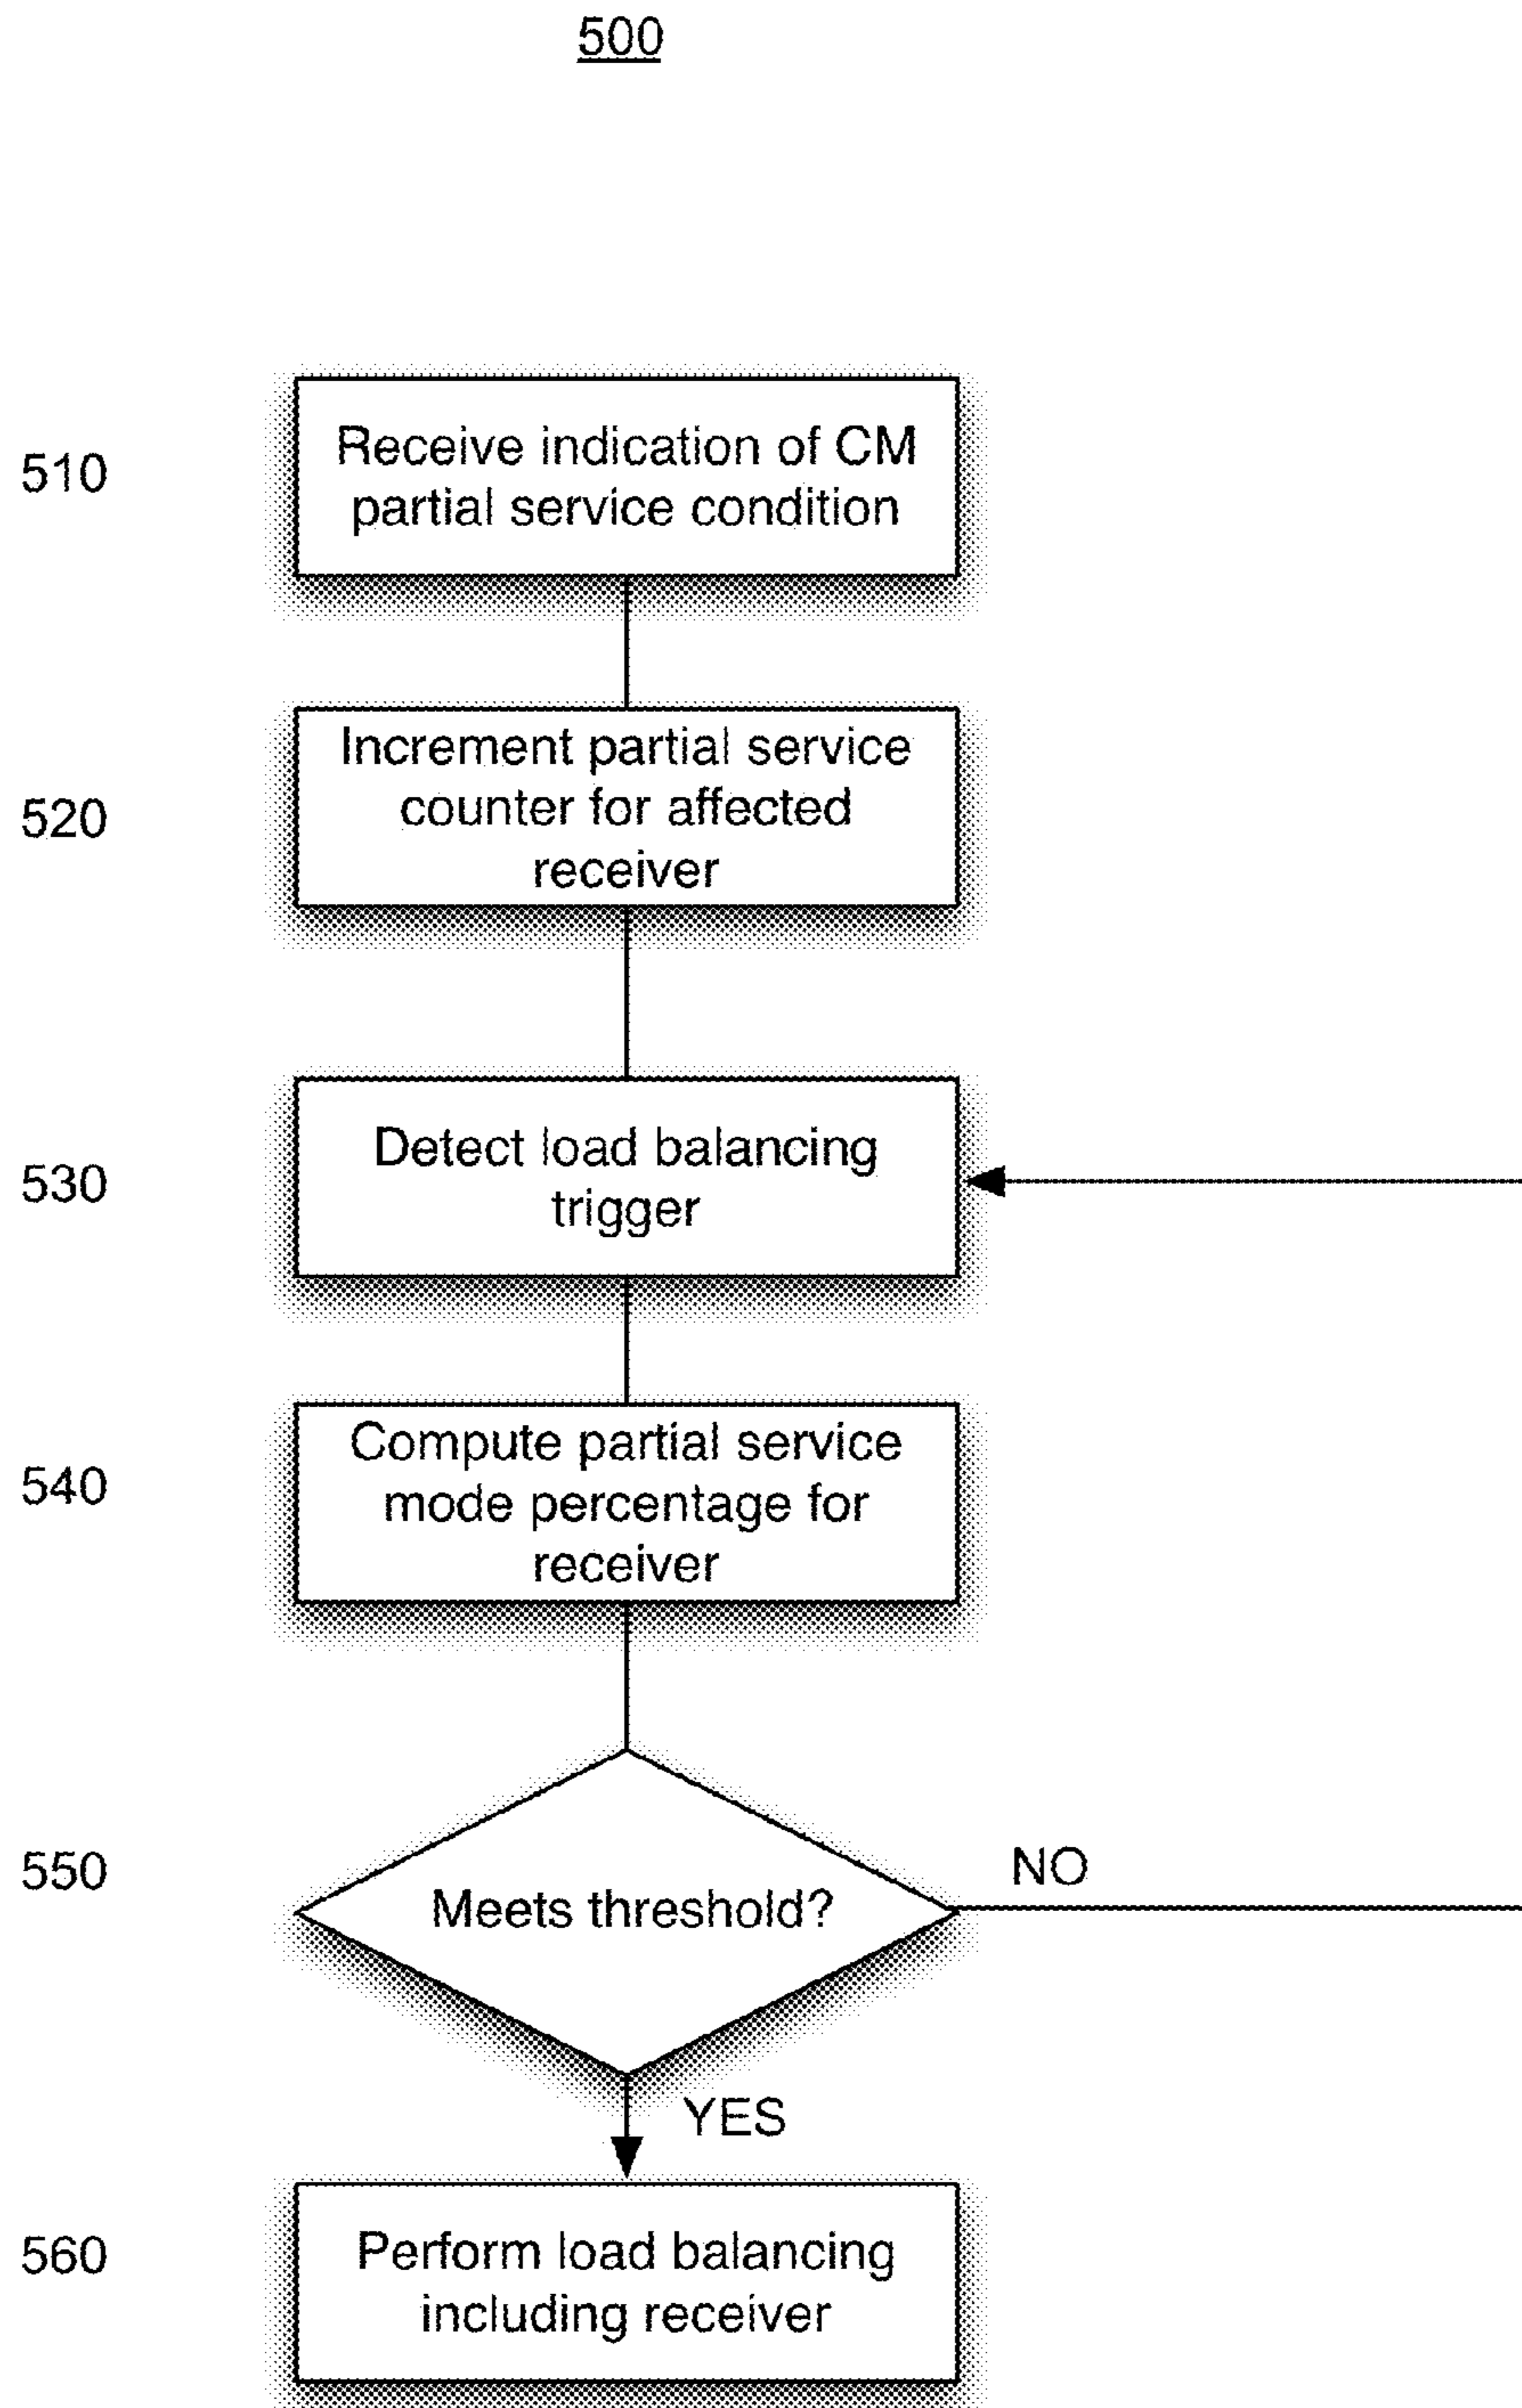 500
510
Receive indication of CM
partial service condition
520
Increment partial service
counter for affected
receiver
530
Detect load balancing
trigger
540
Compute partial service
mode percentage for
receiver
550
Meets threshold?
NO
YES
560
Perform load balancing
including receiver